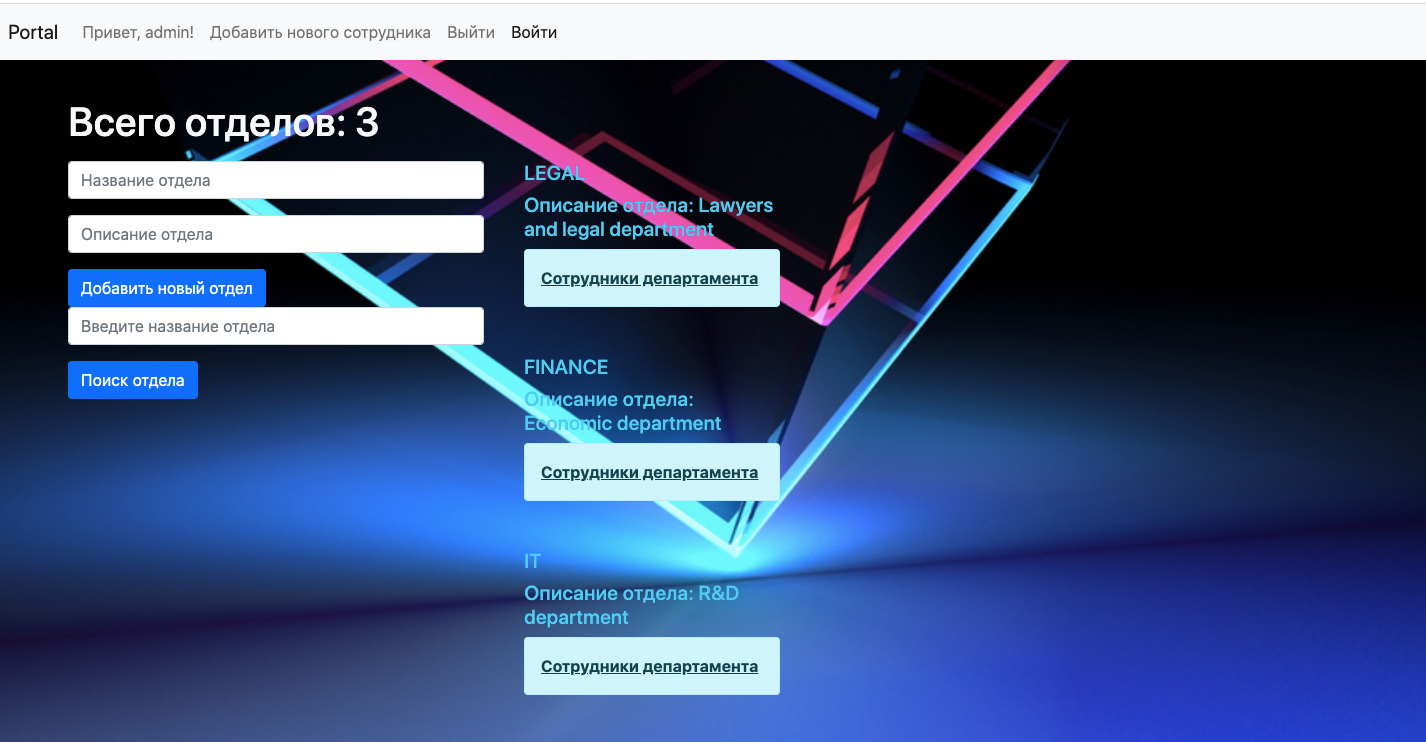 Portal Привет, admin! Добавить нового сотрудника Выйти Войти
Всего отделов: 3
Название отдела
Описание отдела
Добавить новый отдел
Введите название отдела
Поиск отдела
LEGAL
Описание отдела: Lawyers
and legal department
Сотрудники департамента
FINANCE
Описание отдела:
Economic department
Сотрудники департамента
IT
Описание отдела: R&D
department
Сотрудники департамента